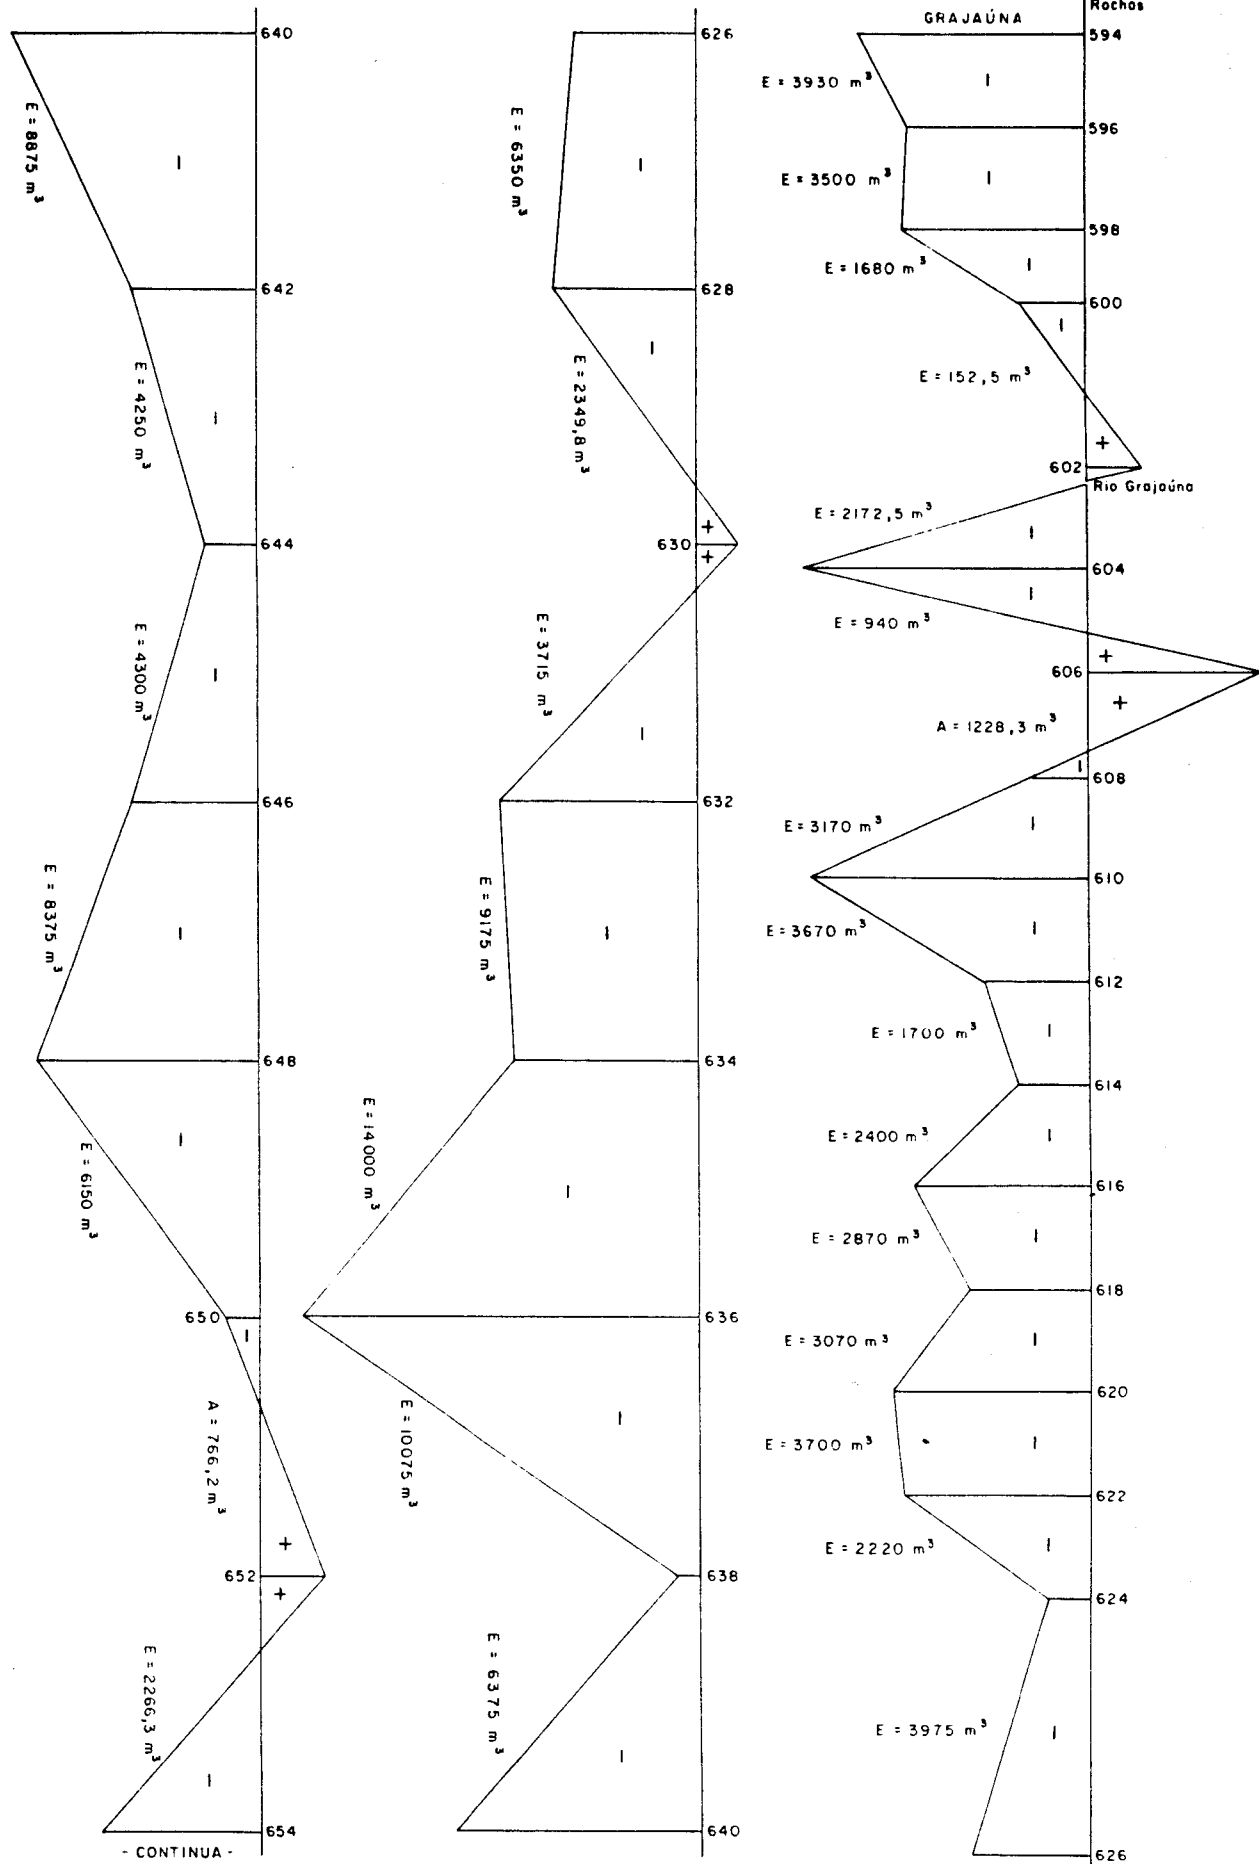 640
E = 8875 m³
642
E = 4250 m³
644
E = 4300 m³
646
E = 8375 m³
648
E = 6150 m³
650
A = 766,2 m³
652
E = 2266,3 m³
654
- CONTINUA -
626
E = 6350 m³
628
E = 2349,8 m³
630
E = 3715 m³
632
E = 9175 m³
634
E = 14000 m³
636
E = 10075 m³
638
E = 6375 m³
640
GRAJAÚNA
Rochas
594
E = 3930 m³
596
E = 3500 m³
598
E = 1680 m³
600
E = 152,5 m³
602
Rio Grajaúna
E = 2172,5 m³
604
E = 940 m³
606
A = 1228,3 m³
608
E = 3170 m³
610
E = 3670 m³
612
E = 1700 m³
614
E = 2400 m³
616
E = 2870 m³
618
E = 3070 m³
620
E = 3700 m³
622
E = 2220 m³
624
E = 3975 m³
626